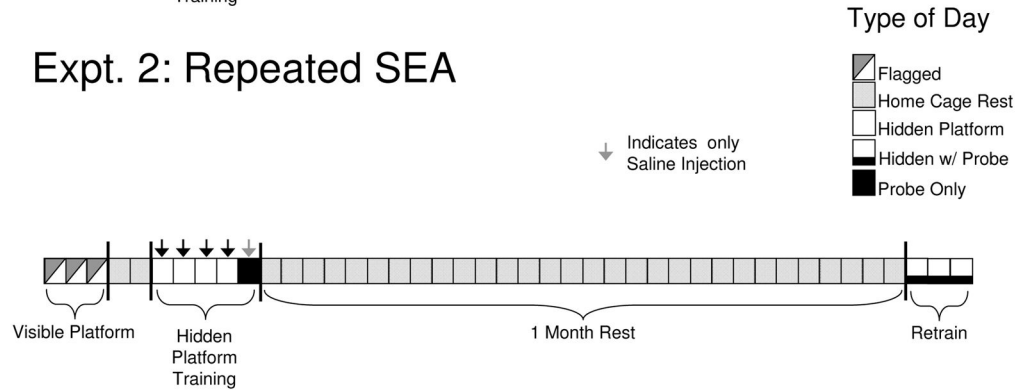 Training
Type of Day
Expt. 2: Repeated SEA
Flagged
Home Cage Rest
Hidden Platform
Hidden w/ Probe
Probe Only
Indicates only
Saline Injection
Visible Platform
Hidden
Platform
Training
1 Month Rest
Retrain